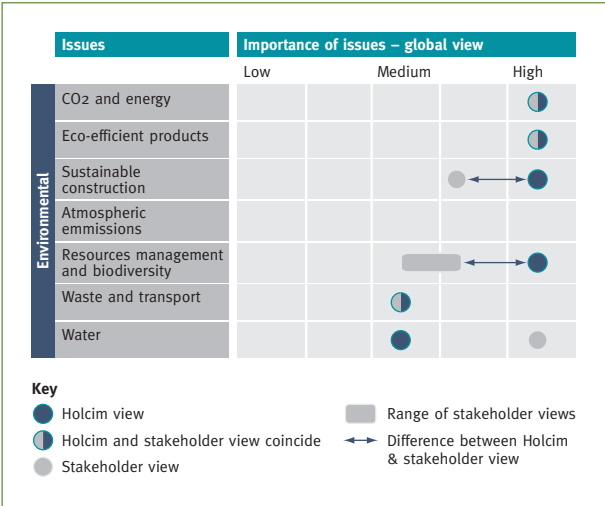 Issues
Importance of issues – global view
Low Medium High
Environmental
CO2 and energy
Eco-efficient products
Sustainable
construction
Atmospheric
emmissions
Resources management
and biodiversity
Waste and transport
Water
Key
Holcim view
Holcim and stakeholder view coincide
Stakeholder view
Range of stakeholder views
Difference between Holcim
& stakeholder view